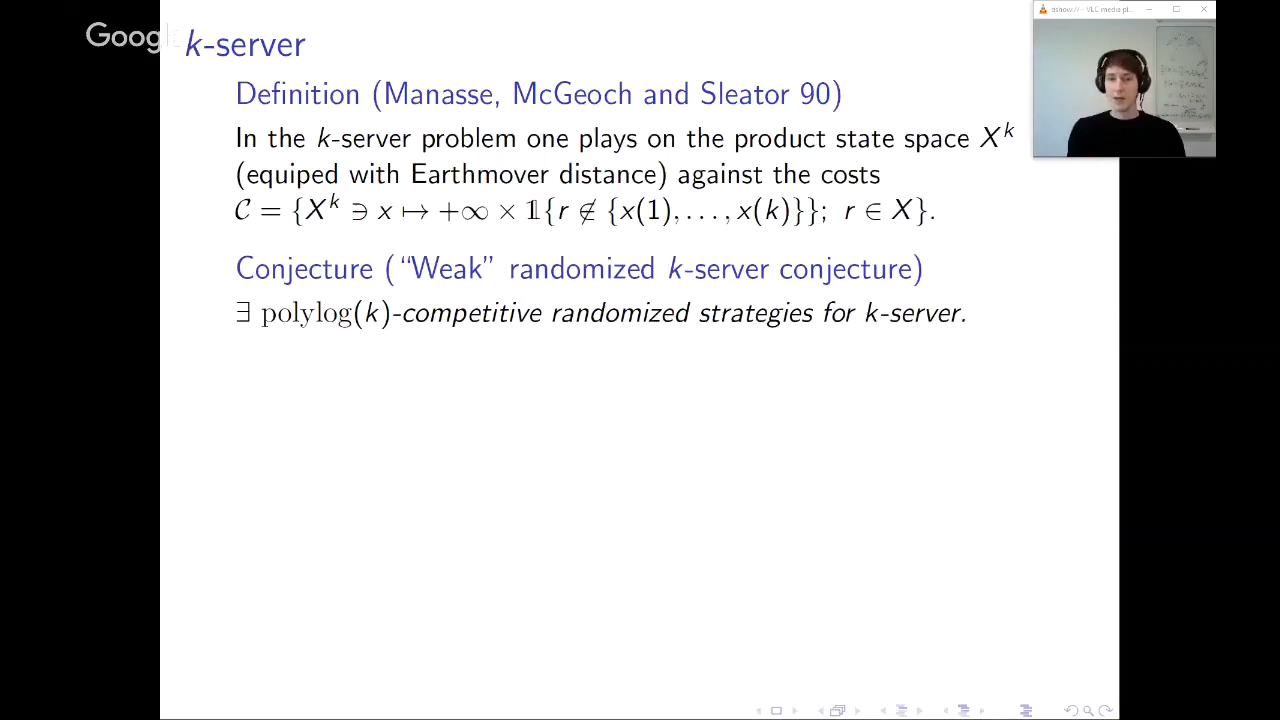 Google
k-server
Definition (Manasse, McGeoch and Sleator 90)
In the k-server problem one plays on the product state space X^k
(equiped with Earthmover distance) against the costs
𝒞 = {X^k ∋ x ↦ +∞ × 𝟙{r ∉ {x(1), . . . , x(k)}}; r ∈ X}.
Conjecture (“Weak” randomized k-server conjecture)
∃ polylog(k)-competitive randomized strategies for k-server.